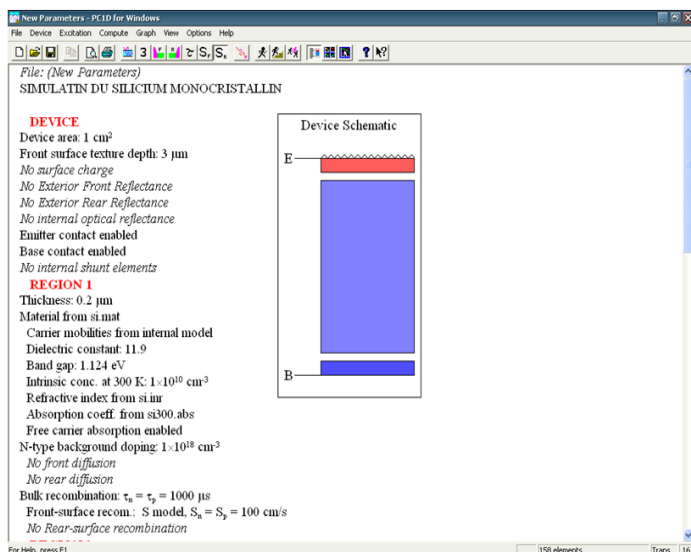 New Parameters - PC1D for Windows
File Device Excitation Compute Graph View Options Help
File: (New Parameters)
SIMULATIN DU SILICIUM MONOCRISTALLIN
DEVICE
Device area: 1 cm²
Front surface texture depth: 3 µm
No surface charge
No Exterior Front Reflectance
No Exterior Rear Reflectance
No internal optical reflectance
Emitter contact enabled
Base contact enabled
No internal shunt elements
REGION 1
Thickness: 0.2 µm
Material from si.mat
Carrier mobilities from internal model
Dielectric constant: 11.9
Band gap: 1.124 eV
Intrinsic conc. at 300 K: 1×10¹⁰ cm⁻³
Refractive index from si.inr
Absorption coeff. from si300.abs
Free carrier absorption enabled
N-type background doping: 1×10¹⁸ cm⁻³
No front diffusion
No rear diffusion
Bulk recombination: τₙ = τₚ = 1000 µs
Front-surface recom.: S model, Sₙ = Sₚ = 100 cm/s
No Rear-surface recombination
Device Schematic
E
B
For Help, press F1
158 elements
Trans
16